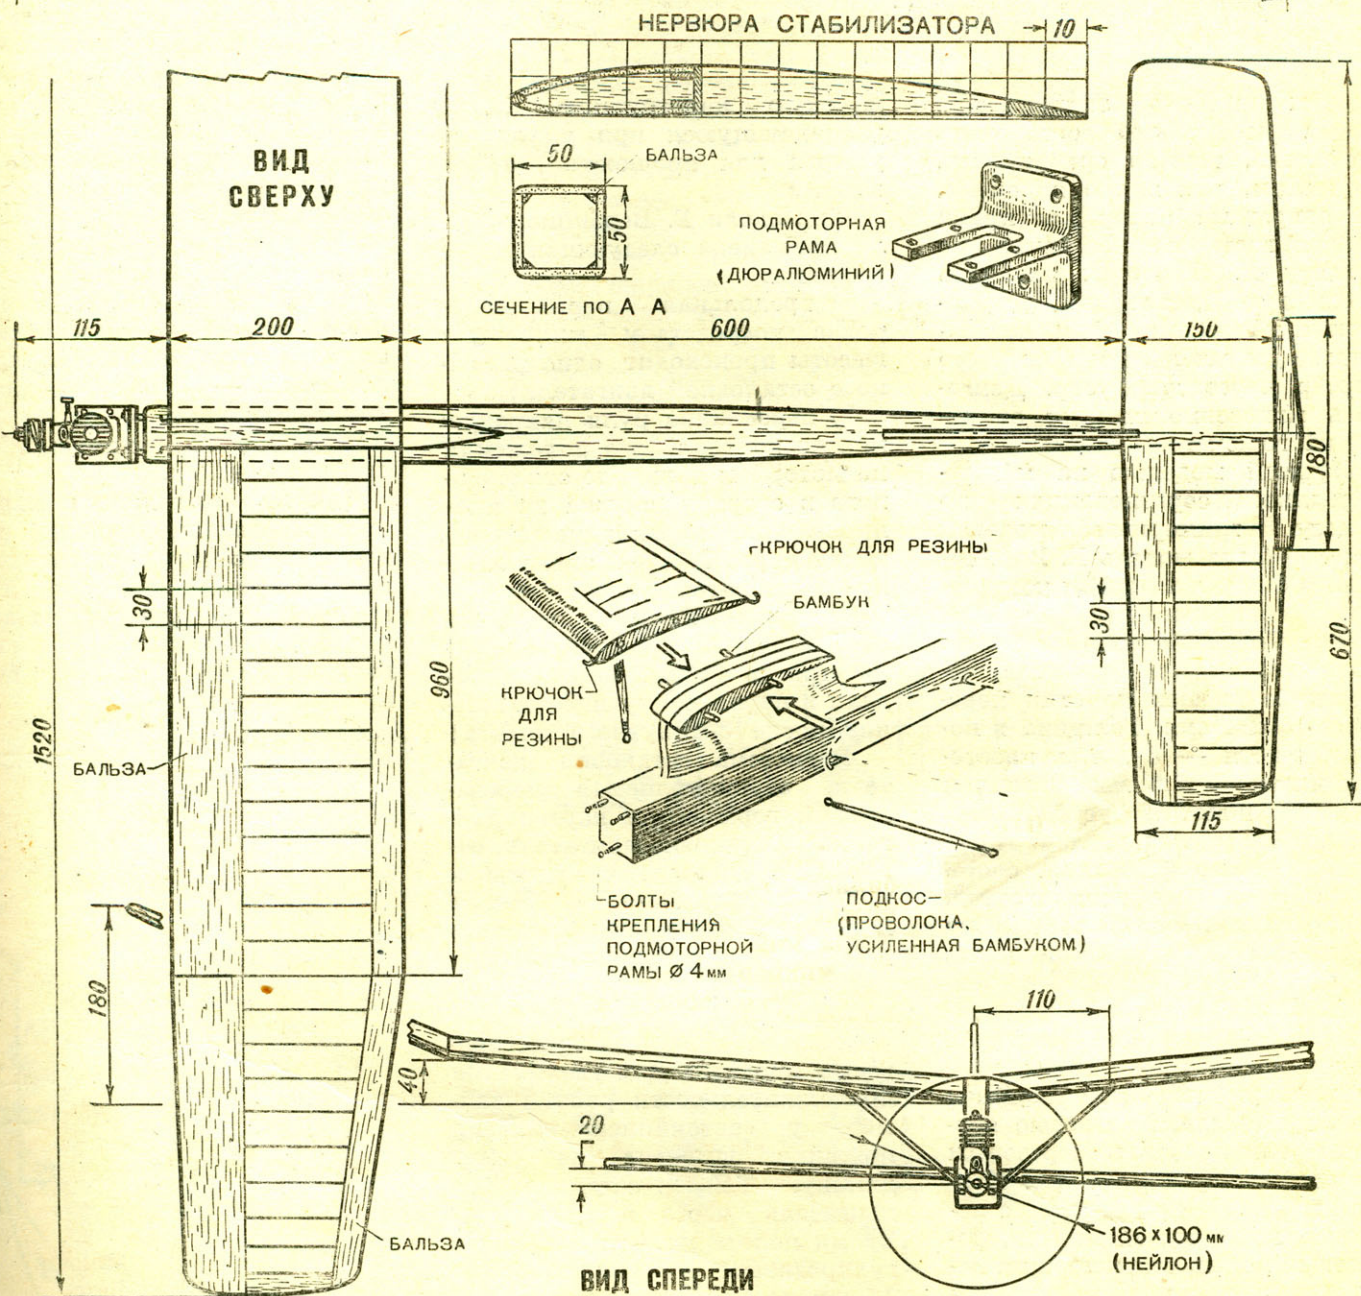 НЕРВЮРА СТАБИЛИЗАТОРА
10
ВИД
СВЕРХУ
50
БАЛЬЗА
50
ПОДМОТОРНАЯ
РАМА
(ДЮРАЛЮМИНИЙ)
СЕЧЕНИЕ ПО А А
115
200
600
150
180
КРЮЧОК ДЛЯ РЕЗИНЫ
БАМБУК
30
30
960
670
КРЮЧОК
ДЛЯ
РЕЗИНЫ
1520
БАЛЬЗА
115
БОЛТЫ
КРЕПЛЕНИЯ
ПОДМОТОРНОЙ
РАМЫ Ø 4 мм
ПОДКОС
(ПРОВОЛОКА,
УСИЛЕННАЯ БАМБУКОМ)
180
110
40
20
186×100 мм
(НЕЙЛОН)
БАЛЬЗА
ВИД СПЕРЕДИ